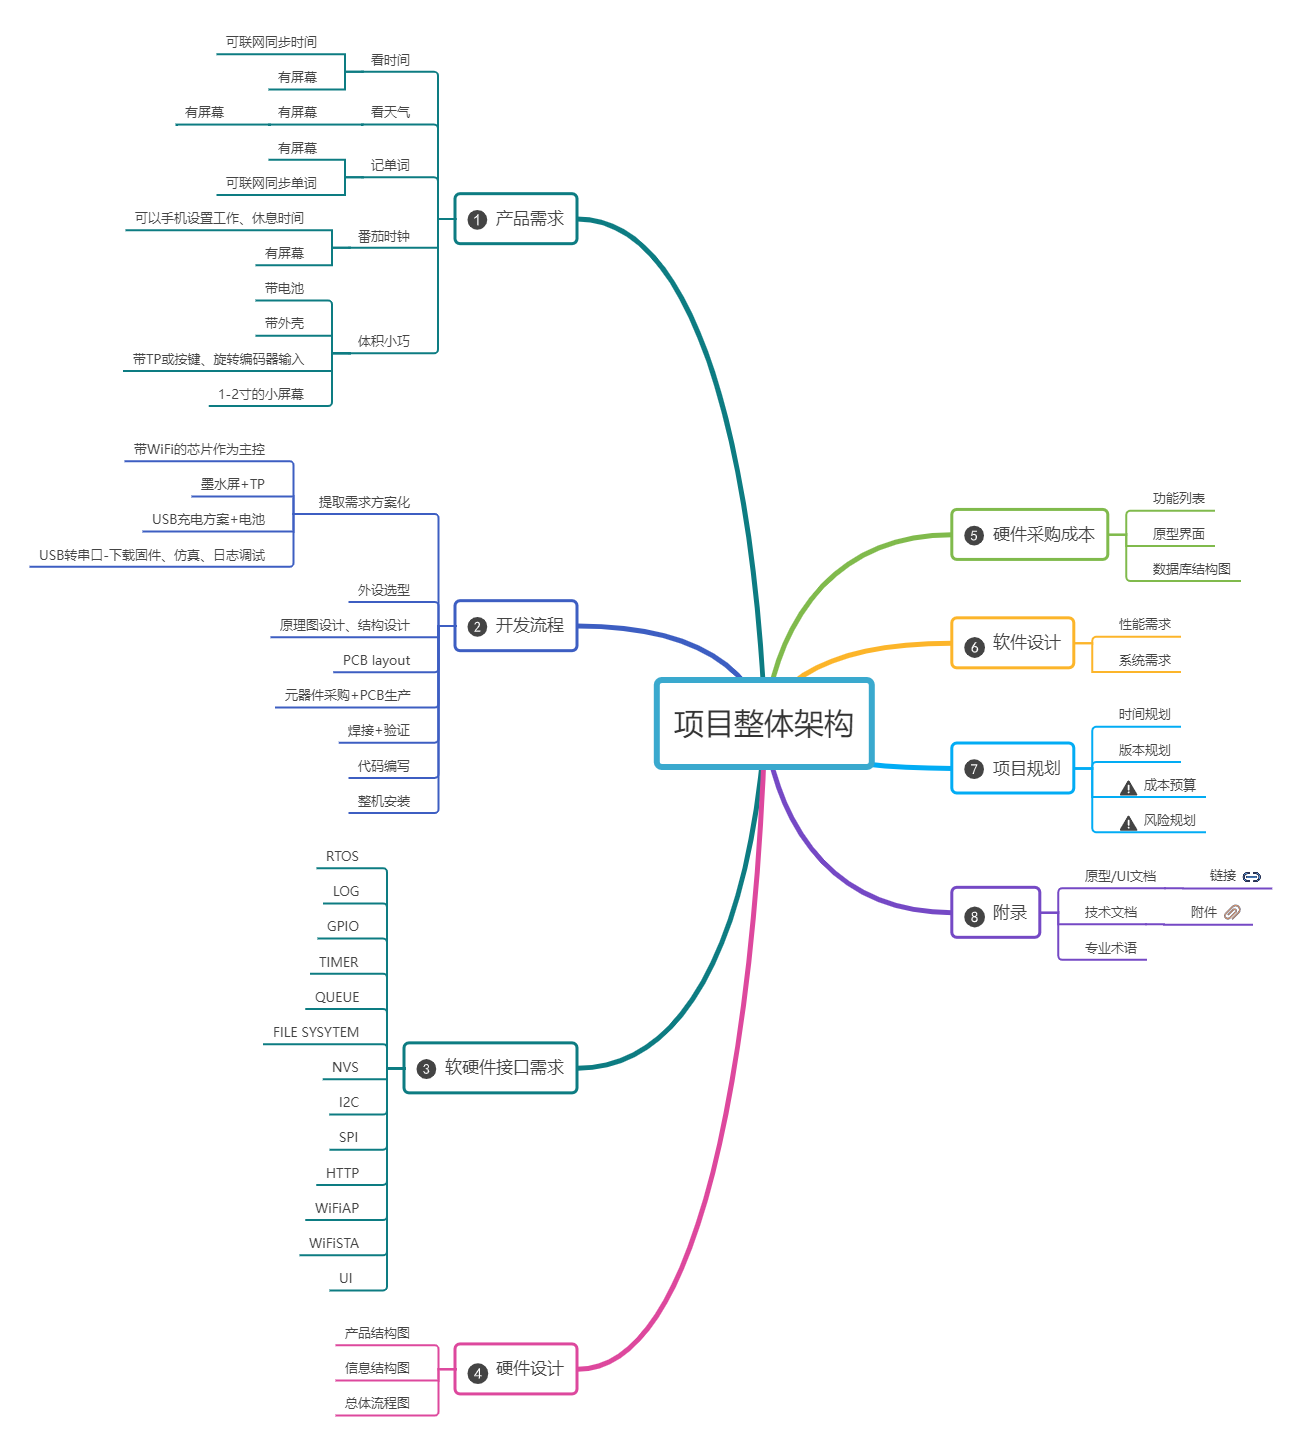 项目整体架构
1 产品需求
看时间
可联网同步时间
有屏幕
看天气
有屏幕
有屏幕
记单词
有屏幕
可联网同步单词
番茄时钟
可以手机设置工作、休息时间
有屏幕
体积小巧
带电池
带外壳
带TP或按键、旋转编码器输入
1-2寸的小屏幕
2 开发流程
提取需求方案化
带WiFi的芯片作为主控
墨水屏+TP
USB充电方案+电池
USB转串口-下载固件、仿真、日志调试
外设选型
原理图设计、结构设计
PCB layout
元器件采购+PCB生产
焊接+验证
代码编写
整机安装
3 软硬件接口需求
RTOS
LOG
GPIO
TIMER
QUEUE
FILE SYSYTEM
NVS
I2C
SPI
HTTP
WiFiAP
WiFiSTA
UI
4 硬件设计
产品结构图
信息结构图
总体流程图
5 硬件采购成本
功能列表
原型界面
数据库结构图
6 软件设计
性能需求
系统需求
7 项目规划
时间规划
版本规划
成本预算
风险规划
8 附录
原型/UI文档
链接
技术文档
附件
专业术语